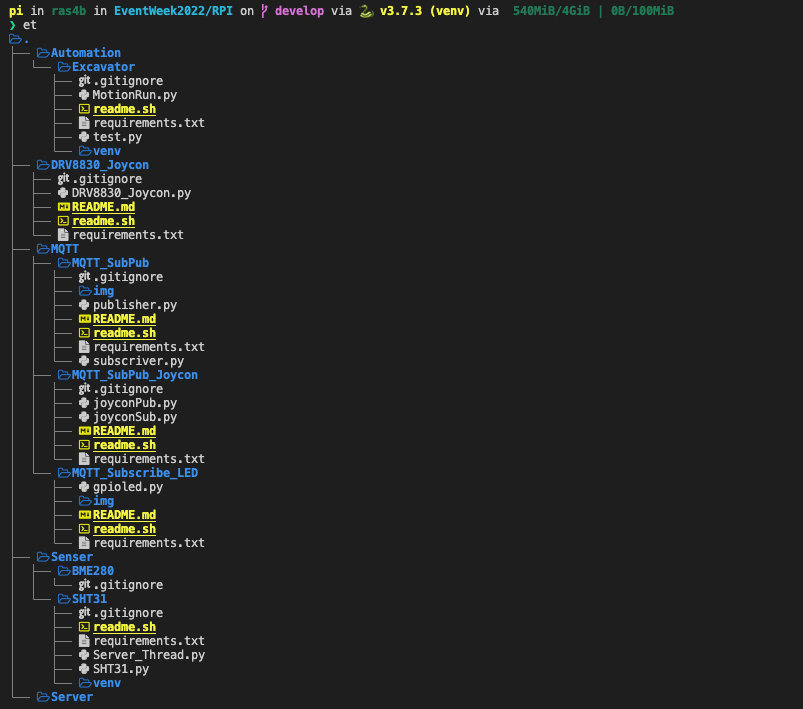 pi in ras4b in EventWeek2022/RPI on develop via v3.7.3 (venv) via 540MiB/4GiB | 0B/100MiB
❯ et
.
Automation
Excavator
git .gitignore
MotionRun.py
readme.sh
requirements.txt
test.py
venv
DRV8830_Joycon
git .gitignore
DRV8830_Joycon.py
README.md
readme.sh
requirements.txt
MQTT
MQTT_SubPub
git .gitignore
img
publisher.py
README.md
readme.sh
requirements.txt
subscriver.py
MQTT_SubPub_Joycon
git .gitignore
joyconPub.py
joyconSub.py
README.md
readme.sh
requirements.txt
MQTT_Subscribe_LED
gpioled.py
img
README.md
readme.sh
requirements.txt
Senser
BME280
git .gitignore
SHT31
git .gitignore
readme.sh
requirements.txt
Server_Thread.py
SHT31.py
venv
Server